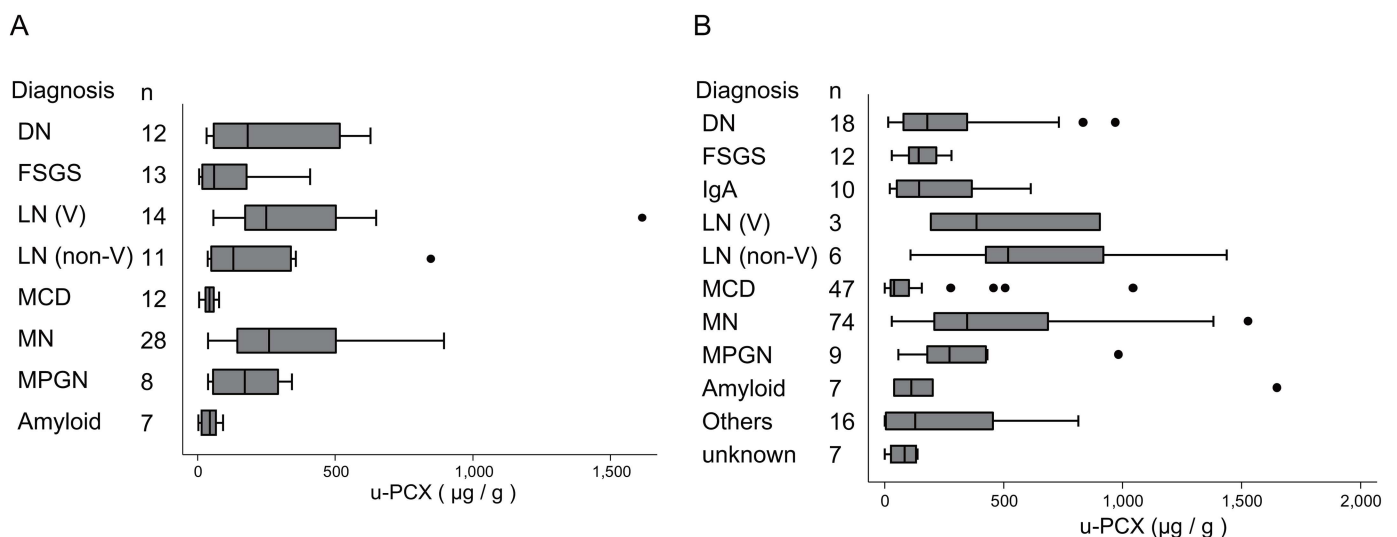 A
Diagnosis n
DN 12
FSGS 13
LN (V) 14
LN (non-V) 11
MCD 12
MN 28
MPGN 8
Amyloid 7
0 500 1,000 1,500
u-PCX ( µg / g )
B
Diagnosis n
DN 18
FSGS 12
IgA 10
LN (V) 3
LN (non-V) 6
MCD 47
MN 74
MPGN 9
Amyloid 7
Others 16
unknown 7
0 500 1,000 1,500 2,000
u-PCX (µg / g )